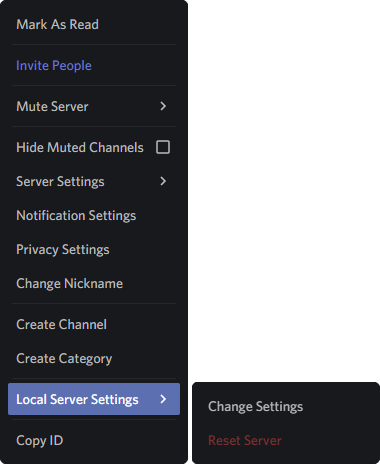 Mark As Read
Invite People
Mute Server
Hide Muted Channels
Server Settings
Notification Settings
Privacy Settings
Change Nickname
Create Channel
Create Category
Local Server Settings
Change Settings
Reset Server
Copy ID